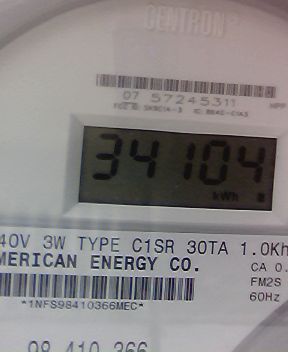 CENTRON®
07 57245311
HPP
34104
kWh
40V 3W TYPE C1SR 30TA 1.0Kh
MERICAN ENERGY CO.
CA 0.
FM2S
60Hz
*1NFS98410366MEC*
98 410 366